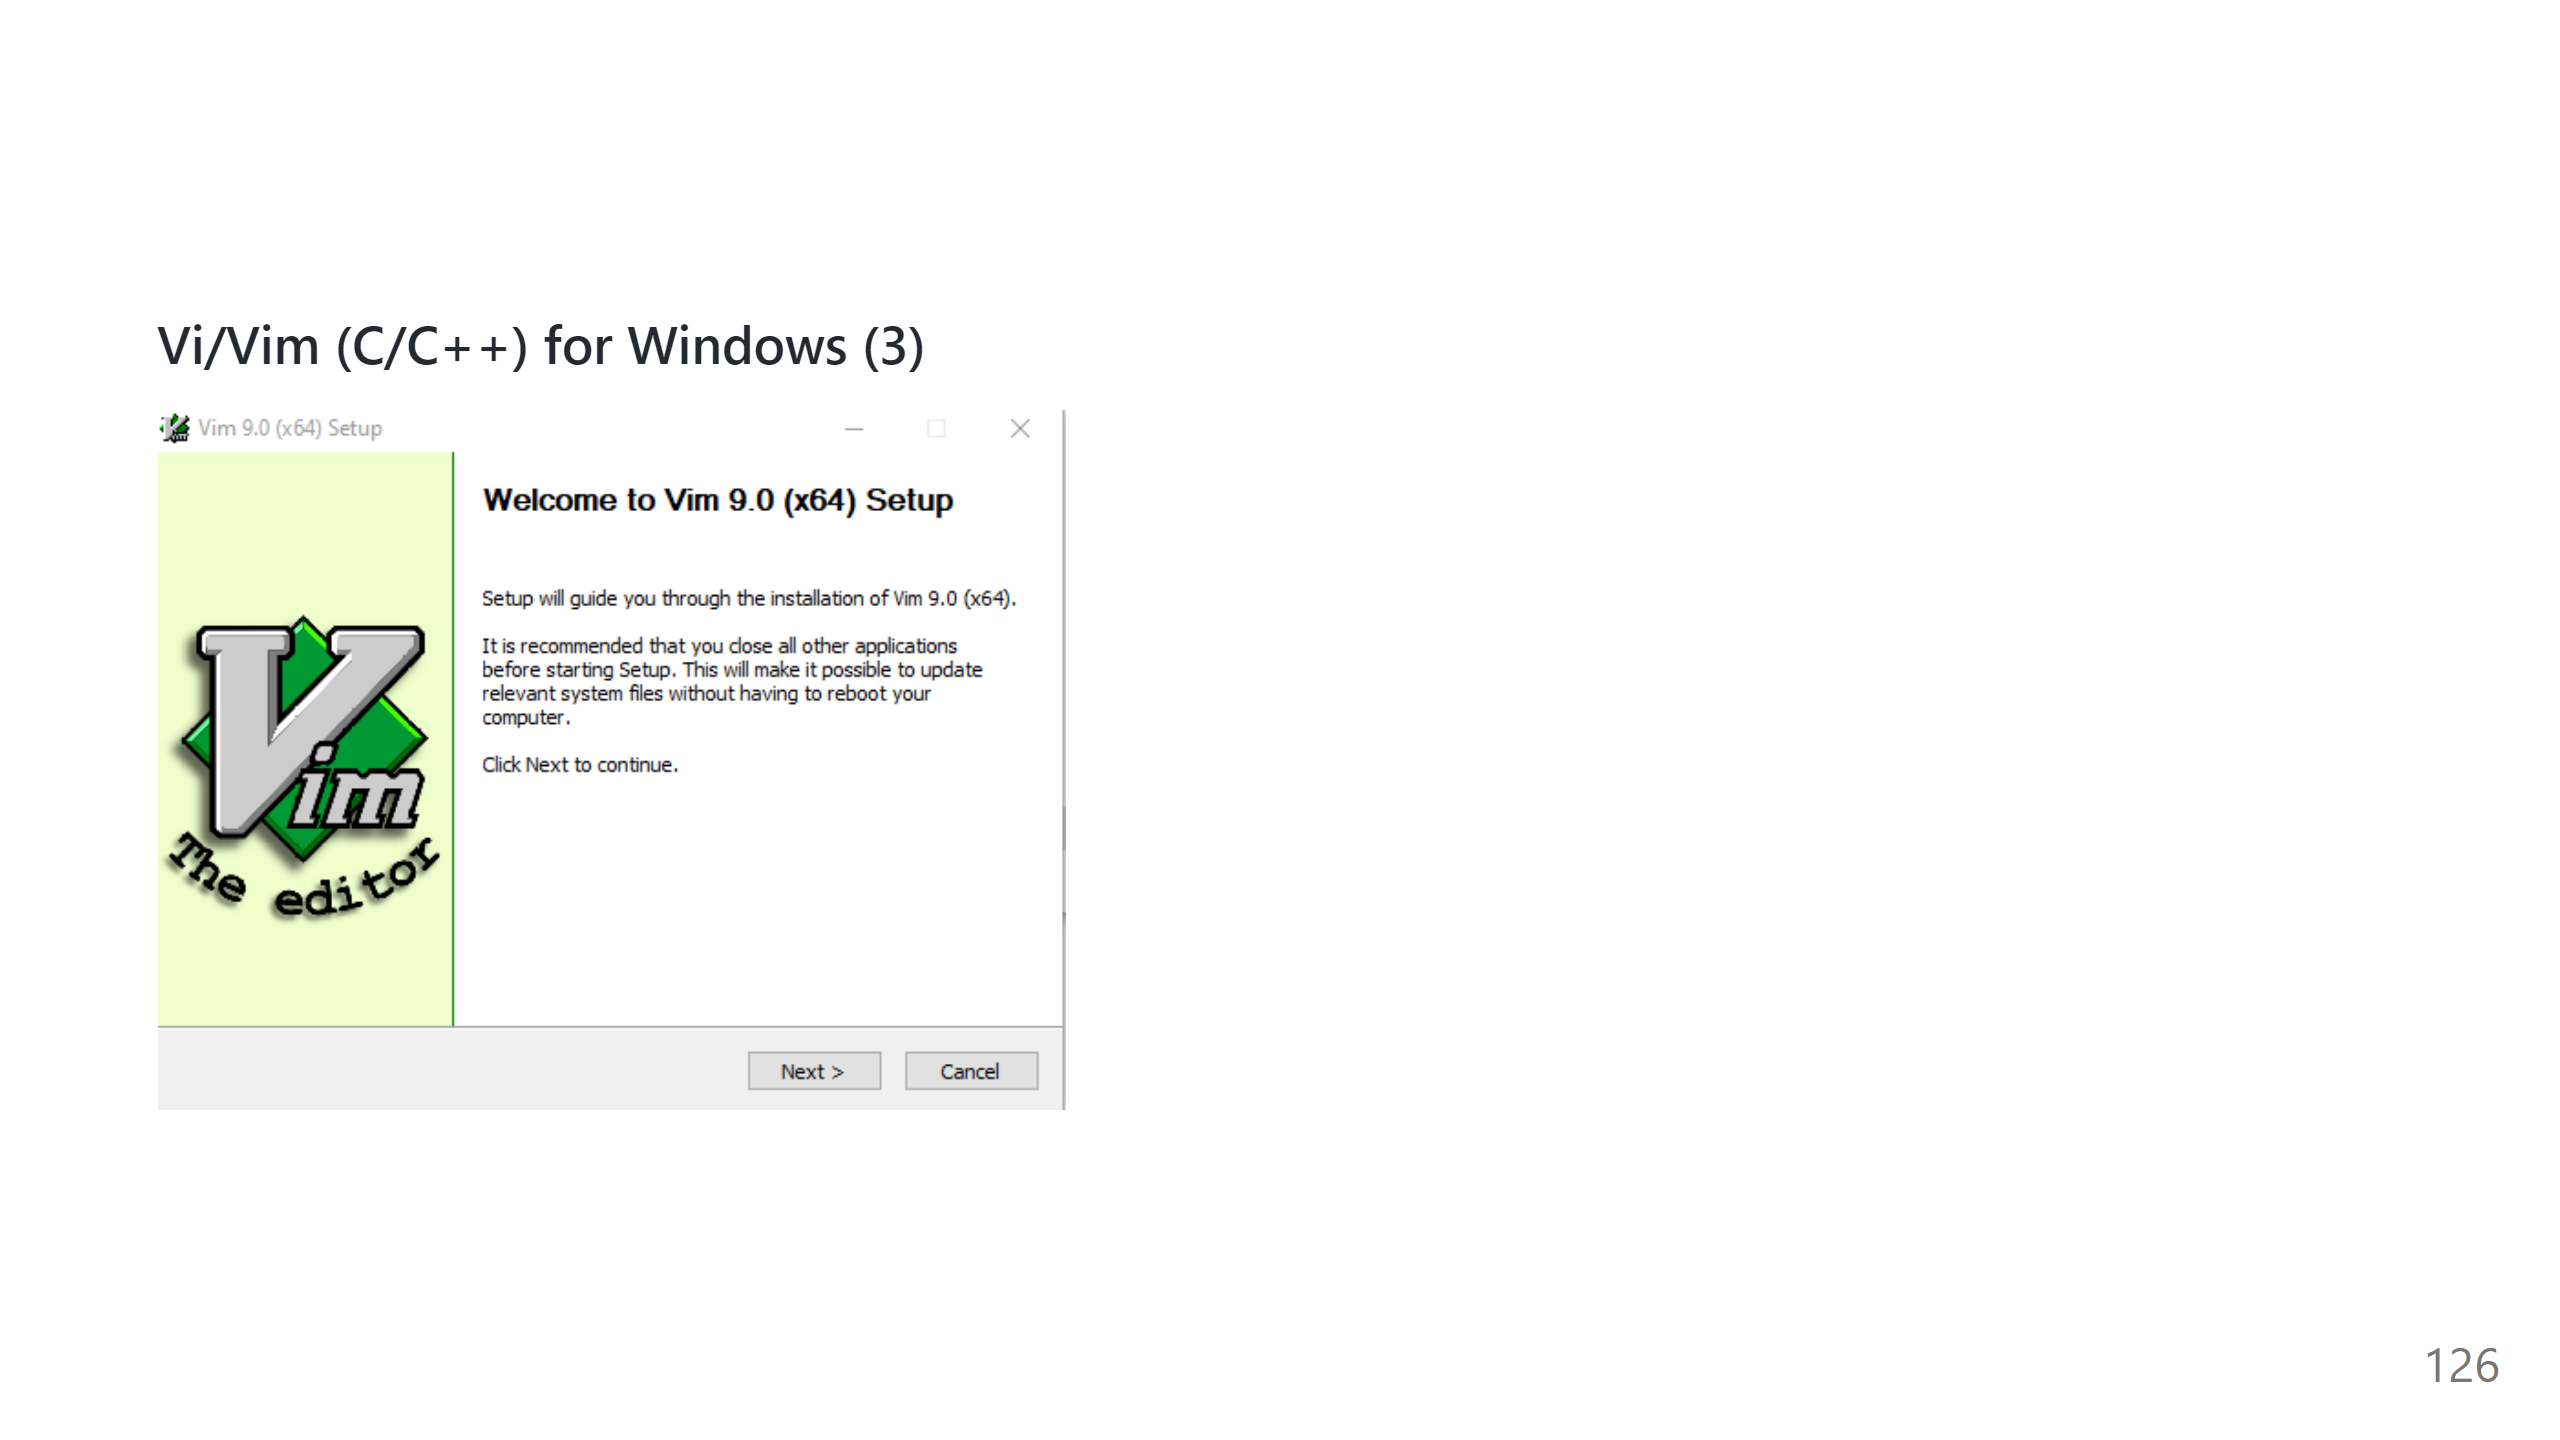 Vi/Vim (C/C++) for Windows (3)
Vim 9.0 (x64) Setup
Welcome to Vim 9.0 (x64) Setup
Setup will guide you through the installation of Vim 9.0 (x64).
It is recommended that you close all other applications
before starting Setup. This will make it possible to update
relevant system files without having to reboot your
computer.
Click Next to continue.
Vim
The editor
Next >
Cancel
126